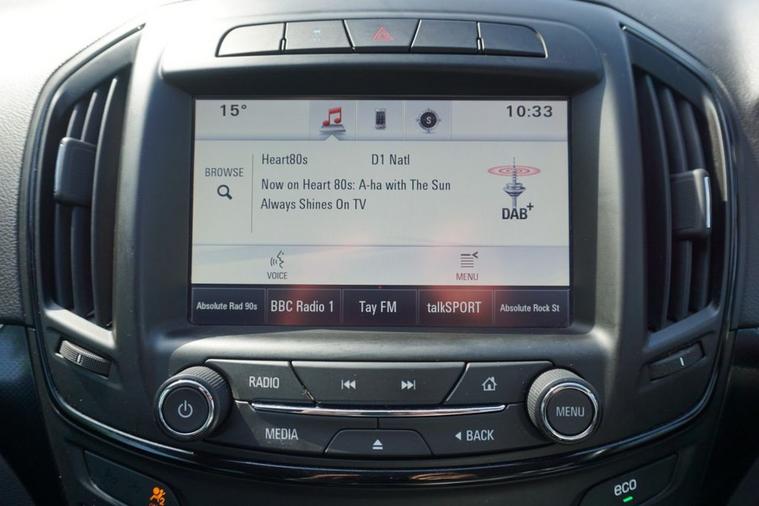 15°
10:33
S
BROWSE
Heart80s D1 Natl
Now on Heart 80s: A-ha with The Sun
Always Shines On TV
DAB+
VOICE
MENU
Absolute Rad 90s BBC Radio 1 Tay FM talkSPORT Absolute Rock St
RADIO
MENU
MEDIA
BACK
2
eco